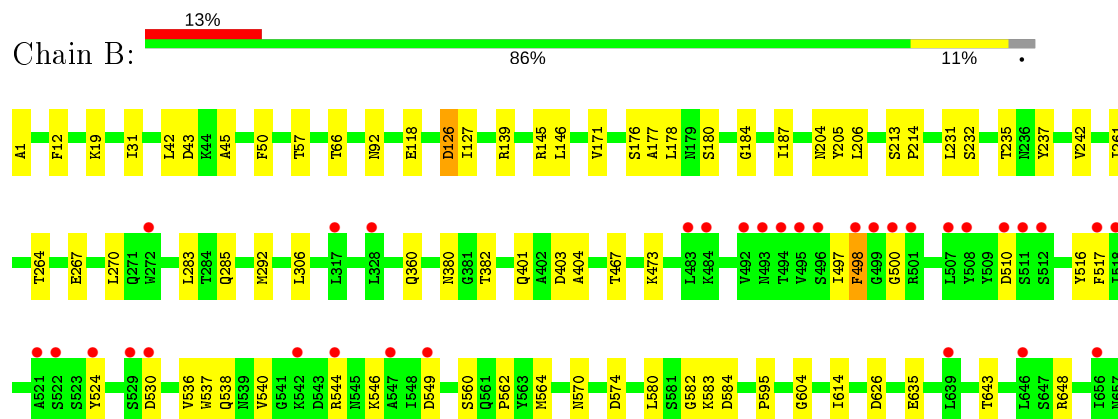 13%
Chain B:
86% 11% •
A1 F12 K19 I31 L42 D43 K44 A45 F50 T57 T66 N92 E118 D126 I127 R139 R145 L146 V171 S176 A177 L178 N179 S180 G184 I187 N204 Y205 L206 S213 P214 L231 S232 T235 N236 Y237 V242
T264 E267 L270 Q271 W272 L283 T284 Q285 M292 L306 L317 L328 Q360 N380 G381 T382 Q401 A402 D403 A404 T467 K473 L483 K484 V492 N493 T494 V495 S496 I497 F498 G499 G500 R501 L507 Y508 Y509 D510 S511 S512 Y516 F517 I518
A521 S522 S523 Y524 S529 D530 V536 W537 Q538 N539 V540 G541 K542 D543 R544 N545 K546 A547 I548 D549 S560 Q561 P562 Y563 M564 N570 D574 L580 S581 G582 K583 D584 P595 G604 I614 D626 E635 L639 I643 L646 S647 R648 I656